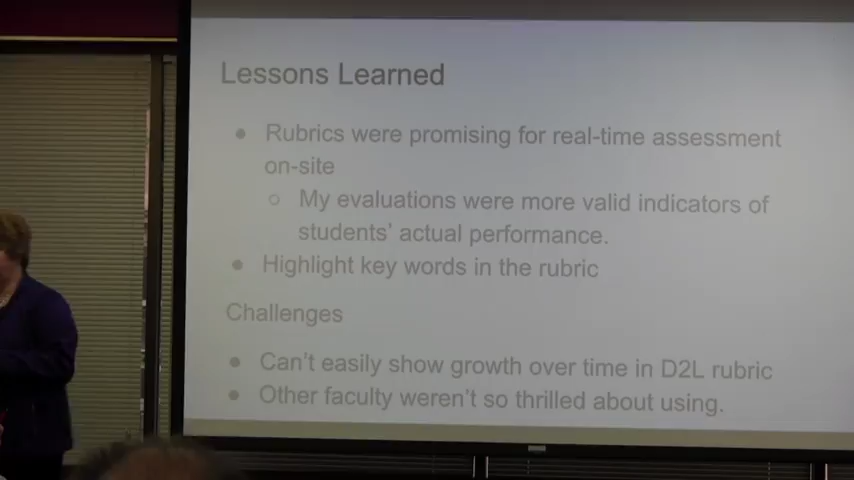 Lessons Learned
● Rubrics were promising for real-time assessment
on-site
○ My evaluations were more valid indicators of
students' actual performance.
● Highlight key words in the rubric
Challenges
● Can't easily show growth over time in D2L rubric
● Other faculty weren't so thrilled about using.